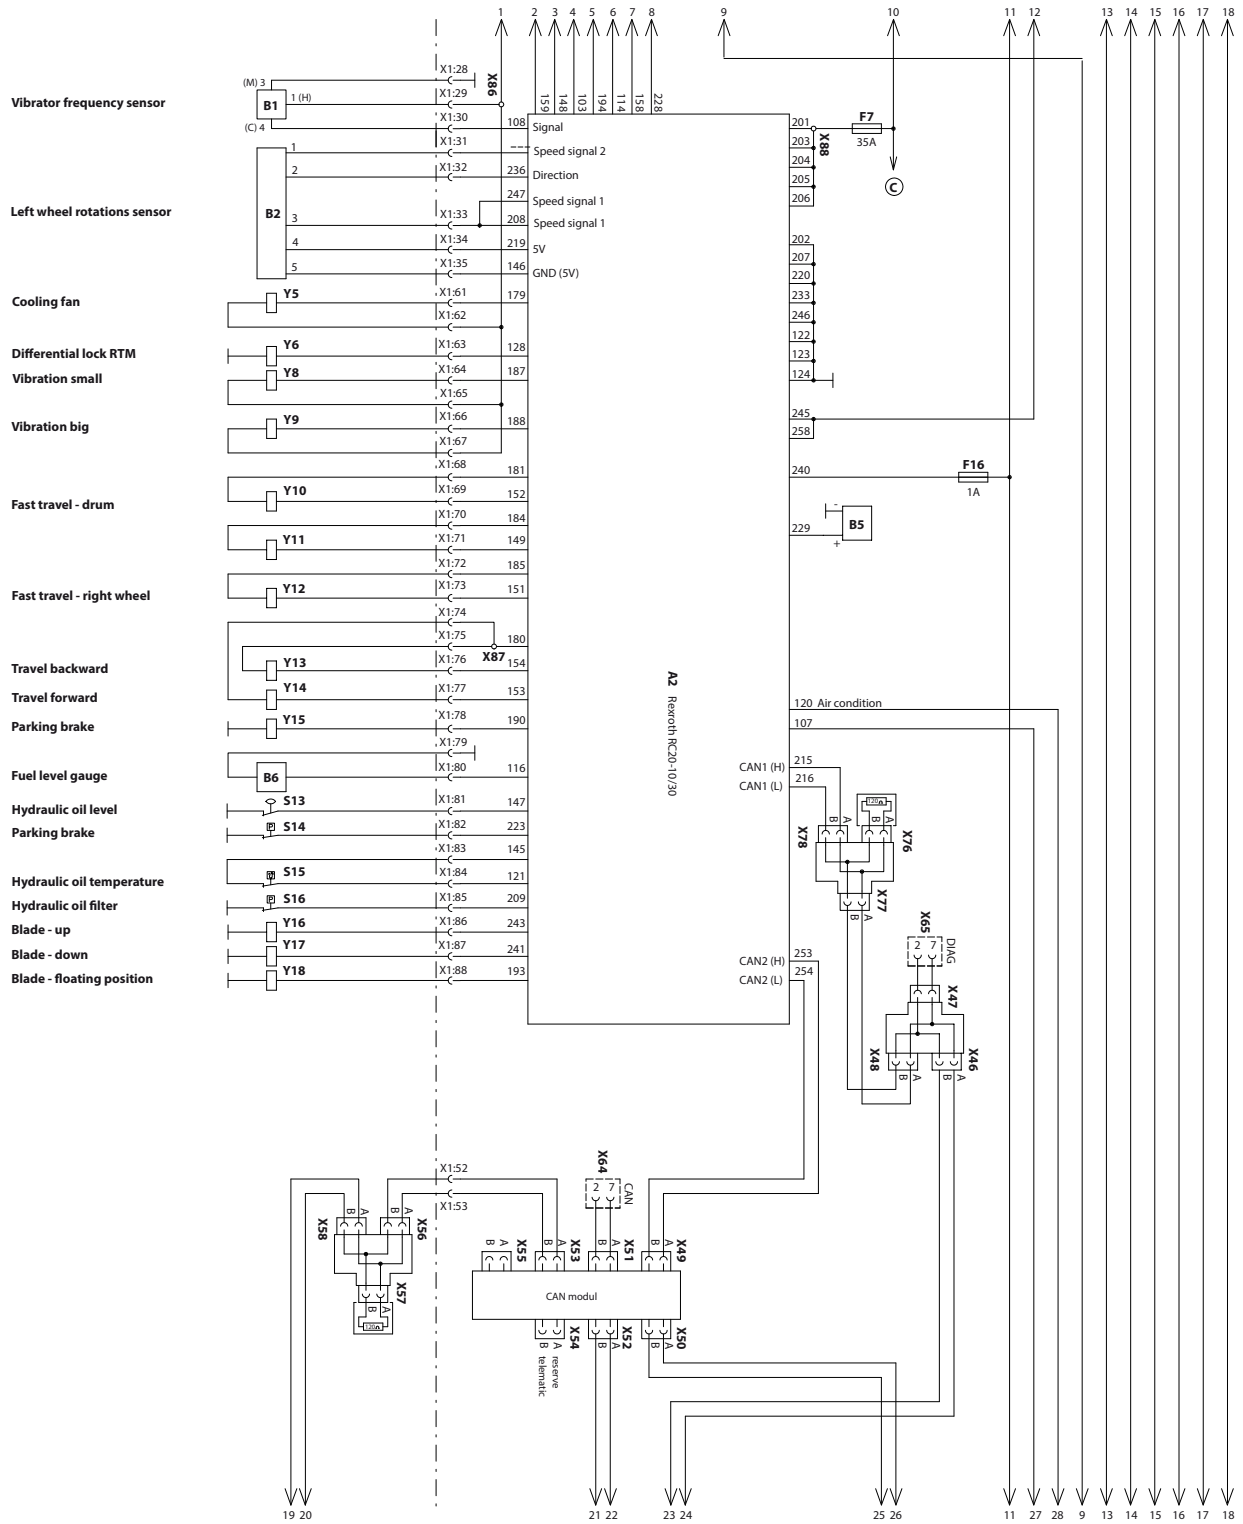 1 2 3 4 5 6 7 8 9 10 11 12 13 14 15 16 17 18
Vibrator frequency sensor
(M) 3
B1
1 (H)
(C) 4
X1:28
X1:29
X1:30
X86
159 148 103 194 114 158 228
108 Signal
Left wheel rotations sensor
B2
1 X1:31 --- Speed signal 2
2 X1:32 236 Direction
247 Speed signal 1
3 X1:33 208 Speed signal 1
4 X1:34 219 5V
5 X1:35 146 GND (5V)
Cooling fan Y5 X1:61 179
X1:62
Differential lock RTM Y6 X1:63 128
Vibration small Y8 X1:64 187
X1:65
Vibration big Y9 X1:66 188
X1:67
X1:68 181
Fast travel - drum Y10 X1:69 152
X1:70 184
Y11 X1:71 149
X1:72 185
Fast travel - right wheel Y12 X1:73 151
X1:74
X1:75 180
X87
Travel backward Y13 X1:76 154
Travel forward Y14 X1:77 153
Parking brake Y15 X1:78 190
X1:79
Fuel level gauge B6 X1:80 116
Hydraulic oil level S13 X1:81 147
Parking brake P S14 X1:82 223
X1:83 145
Hydraulic oil temperature S15 X1:84 121
Hydraulic oil filter P S16 X1:85 209
Blade - up Y16 X1:86 243
Blade - down Y17 X1:87 241
Blade - floating position Y18 X1:88 193
A2 Rexroth RC20-10/30
201
203
204
205
206
X88
F7
35A
C
202
207
220
233
246
122
123
124
245
258
240
F16
1A
229
- B5
+
120 Air condition
107
CAN1 (H) 215
CAN1 (L) 216
120Ω
B A B A
X78 X76
X77
B A
X65
2 7 DIAG
X47
CAN2 (H) 253
CAN2 (L) 254
X48 X46
B A B A
X1:52
X1:53
X64
2 7 CAN
B A B A
X58 X56
X57
B A
120Ω
B A B A B A B A
X55 X53 X51 X49
CAN modul
X54 X52 X50
B A B A B A
telematic reserve
19 20 21 22 23 24 25 26 11 27 28 9 13 14 15 16 17 18